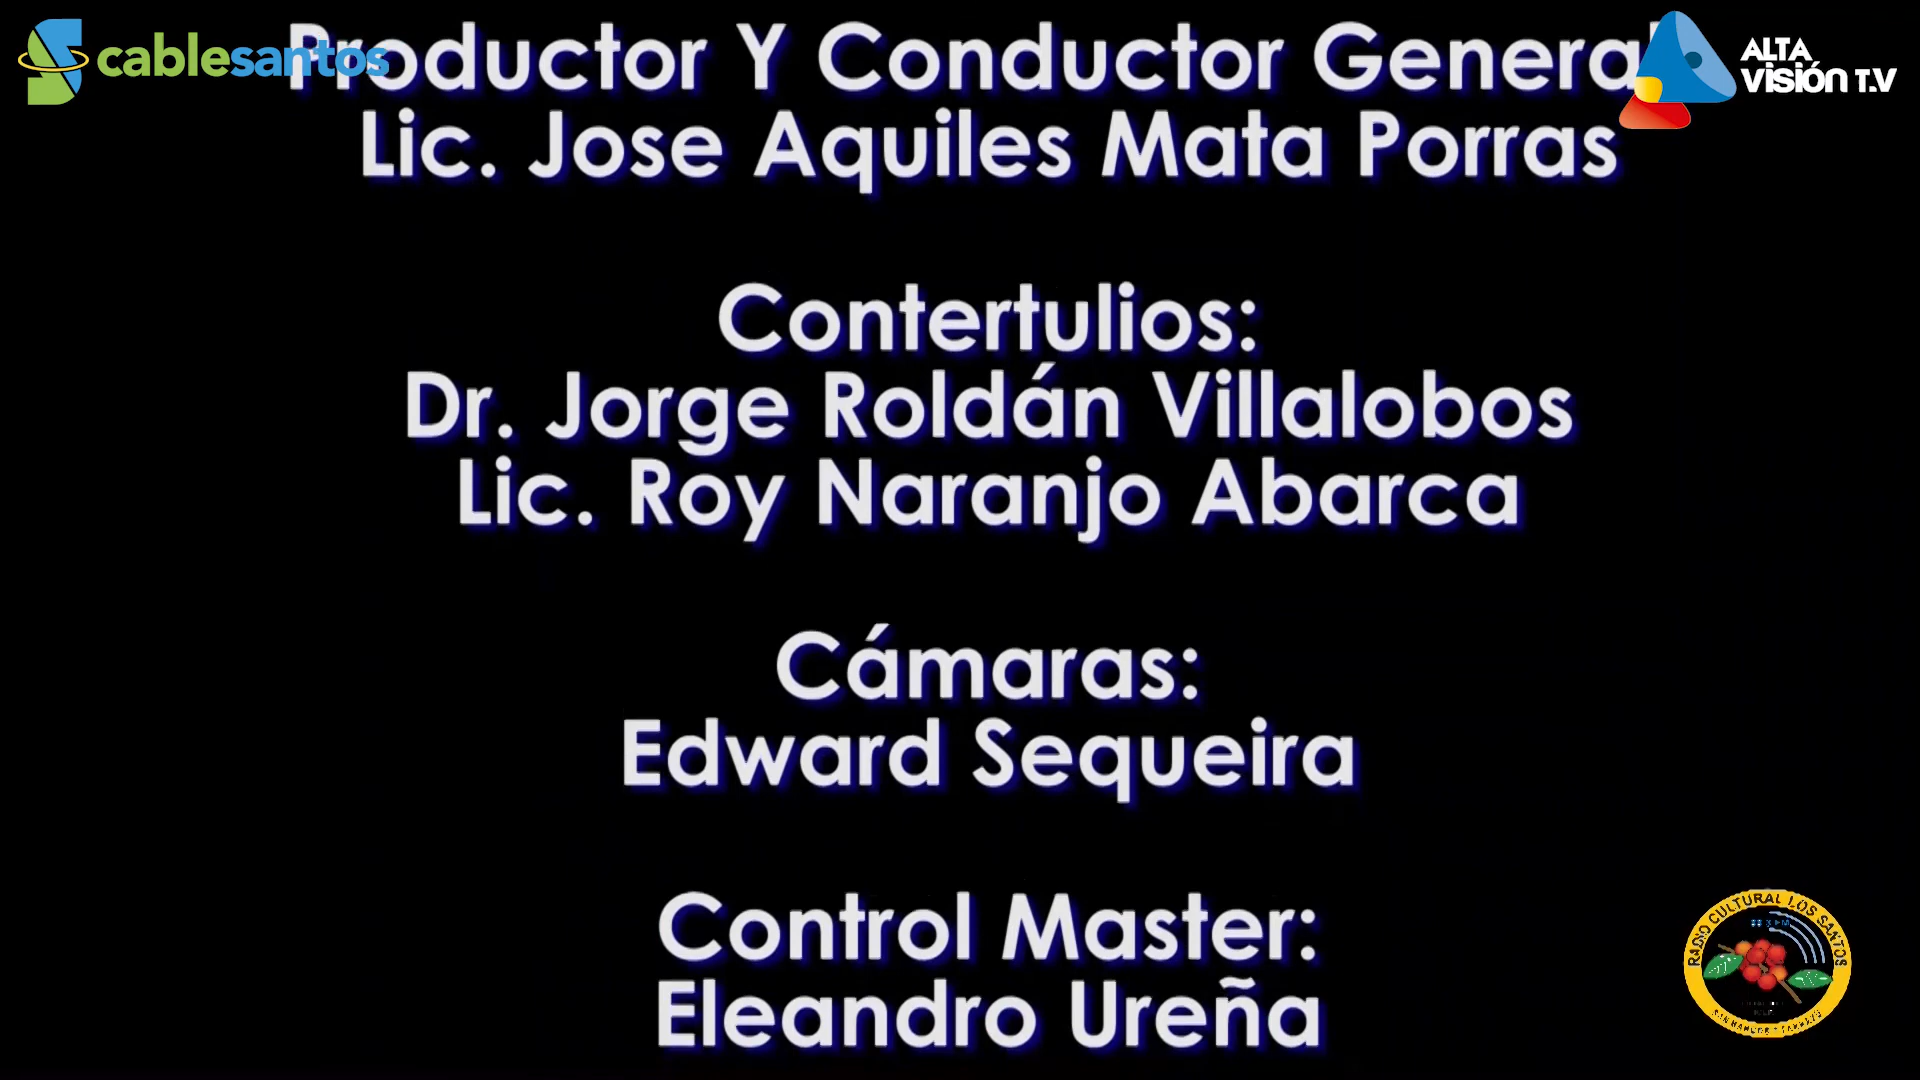 cablesantos
Productor Y Conductor General
ALTA
VISIÓN T.V
Lic. Jose Aquiles Mata Porras
Contertulios:
Dr. Jorge Roldán Villalobos
Lic. Roy Naranjo Abarca
Cámaras:
Edward Sequeira
Control Master:
Eleandro Ureña
RADIO CULTURAL LOS SANTOS